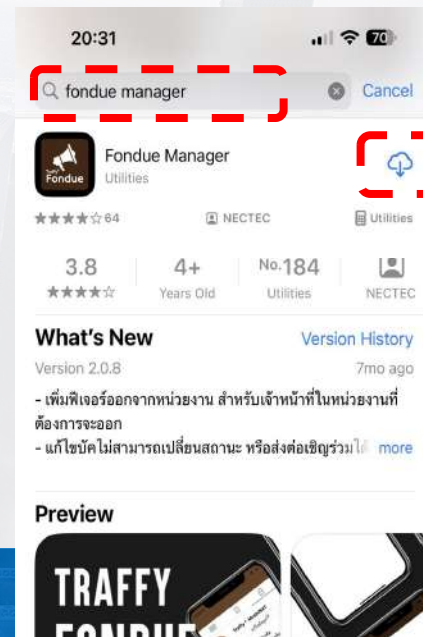 20:31
70
fondue manager
Cancel
Fondue Manager
Utilities
Fondue
64
NECTEC
Utilities
3.8
4+
Years Old
No.184
Utilities
NECTEC
What's New
Version History
Version 2.0.8
7mo ago
- เพิ่มฟีเจอร์ออกจากหน่วยงาน สำหรับเจ้าหน้าที่ในหน่วยงานที่
ต้องการจะออก
- แก้ไขบัคไม่สามารถเปลี่ยนสถานะ หรือส่งต่อเชิญร่วม
more
Preview
TRAFFY
FONDUE